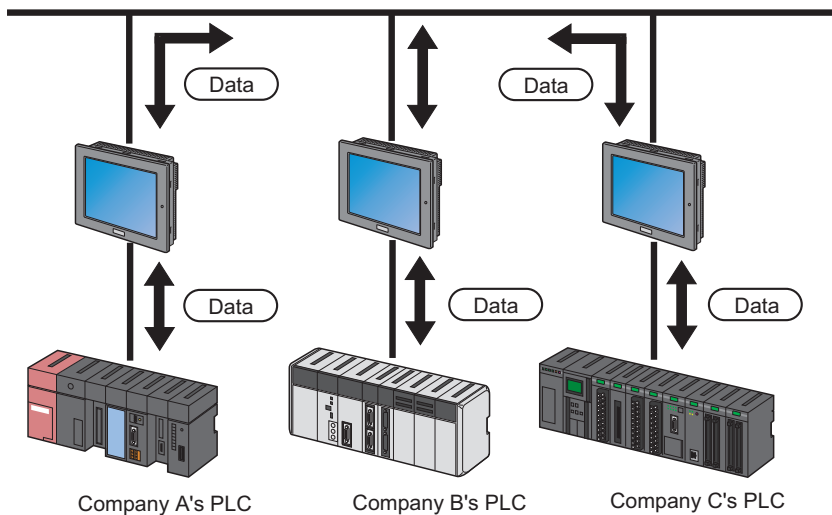 Data
Data
Data
Data
Data
Company A's PLC
Company B's PLC
Company C's PLC